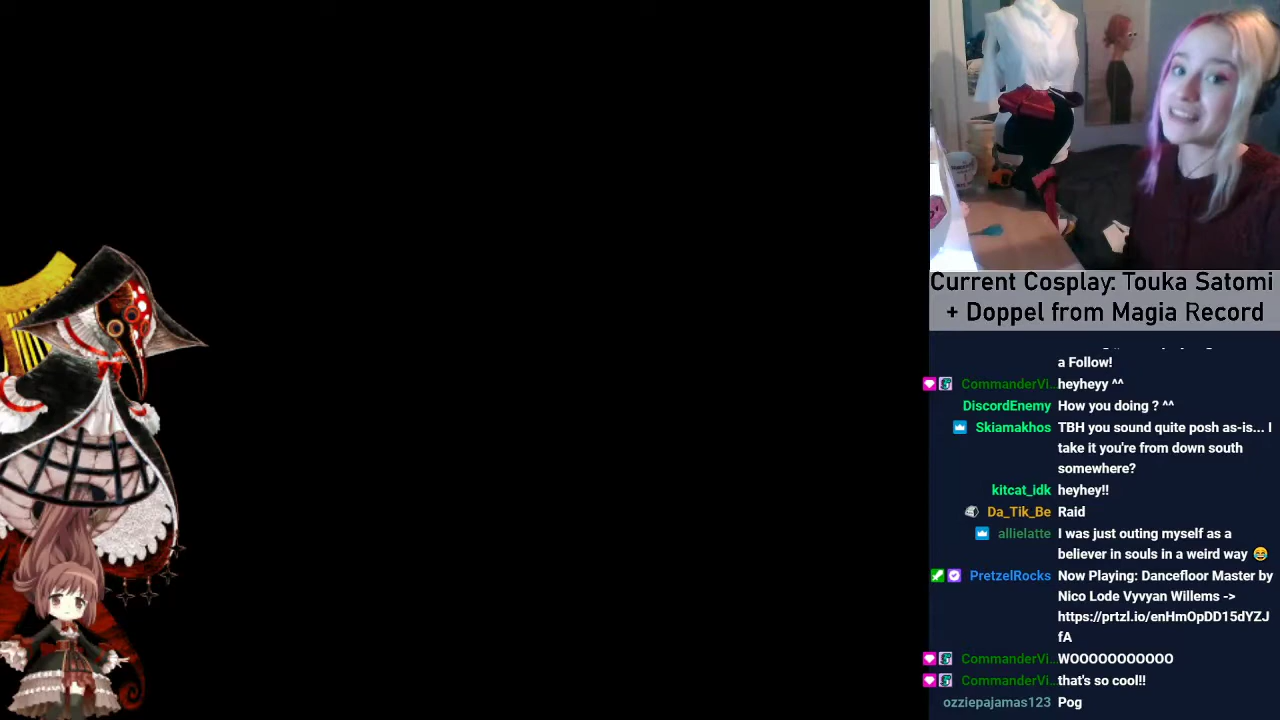 Current Cosplay: Touka Satomi
+ Doppel from Magia Record
a Follow!
CommanderVi... heyheyy ^^
DiscordEnemy How you doing ? ^^
Skiamakhos TBH you sound quite posh as-is... I
take it you're from down south
somewhere?
kitcat_idk heyhey!!
Da_Tik_Be Raid
allielatte I was just outing myself as a
believer in souls in a weird way 😂
PretzelRocks Now Playing: Dancefloor Master by
Nico Lode Vyvyan Willems ->
https://prtzl.io/enHmOpDD15dYZJ
fA
CommanderVi... WOOOOOOOOOOO
CommanderVi... that's so cool!!
ozziepajamas123 Pog